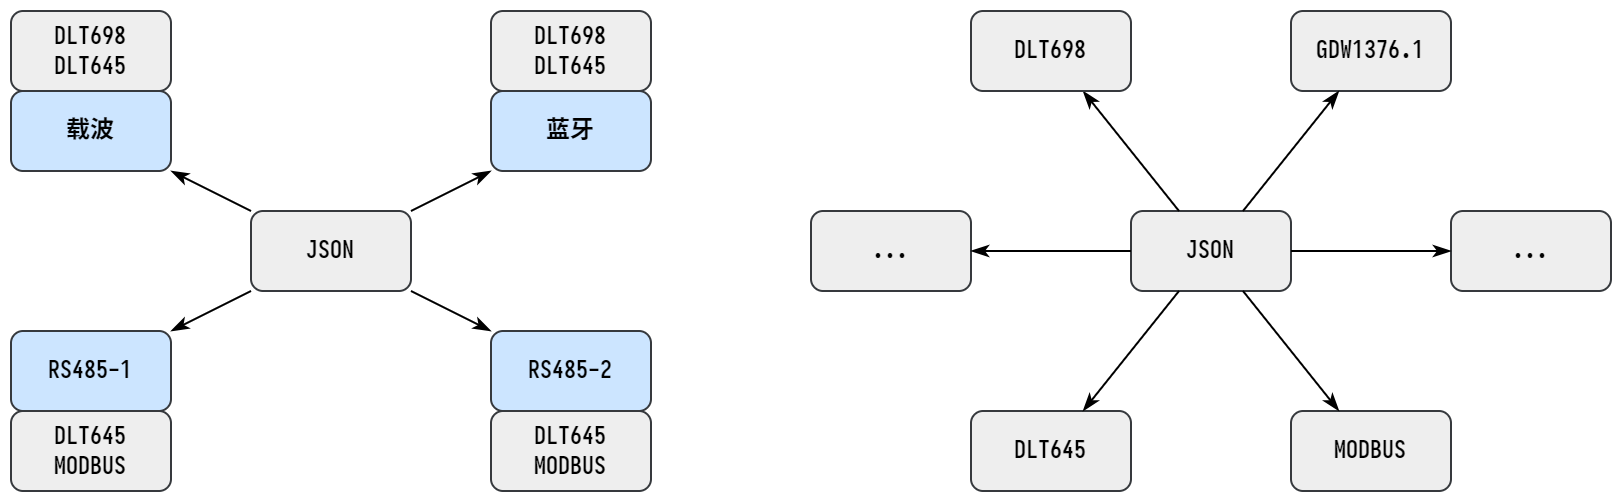 DLT698
DLT645
载波
DLT698
DLT645
蓝牙
JSON
RS485-1
DLT645
MODBUS
RS485-2
DLT645
MODBUS
DLT698
GDW1376.1
...
JSON
...
DLT645
MODBUS